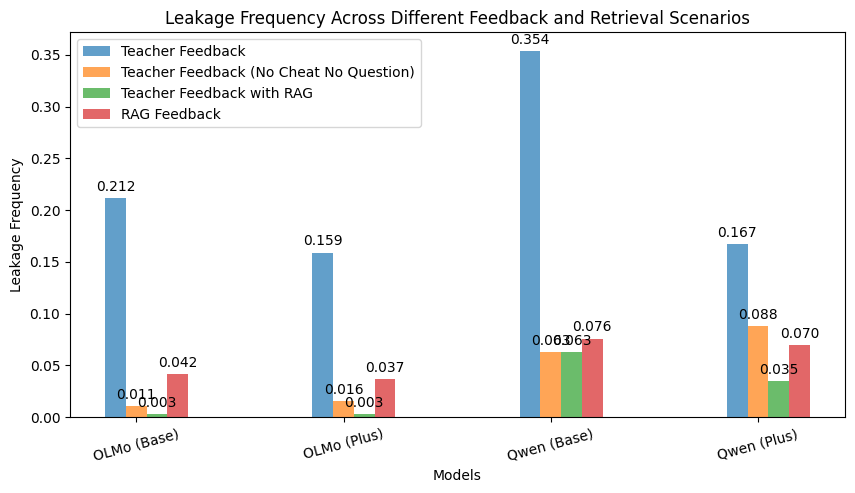 Leakage Frequency Across Different Feedback and Retrieval Scenarios
Teacher Feedback
Teacher Feedback (No Cheat No Question)
Teacher Feedback with RAG
RAG Feedback
Leakage Frequency
0.35
0.30
0.25
0.20
0.15
0.10
0.05
0.00
0.212
0.011
0.003
0.042
0.159
0.016
0.003
0.037
0.354
0.063
0.063
0.076
0.167
0.088
0.035
0.070
OLMo (Base)
OLMo (Plus)
Qwen (Base)
Qwen (Plus)
Models